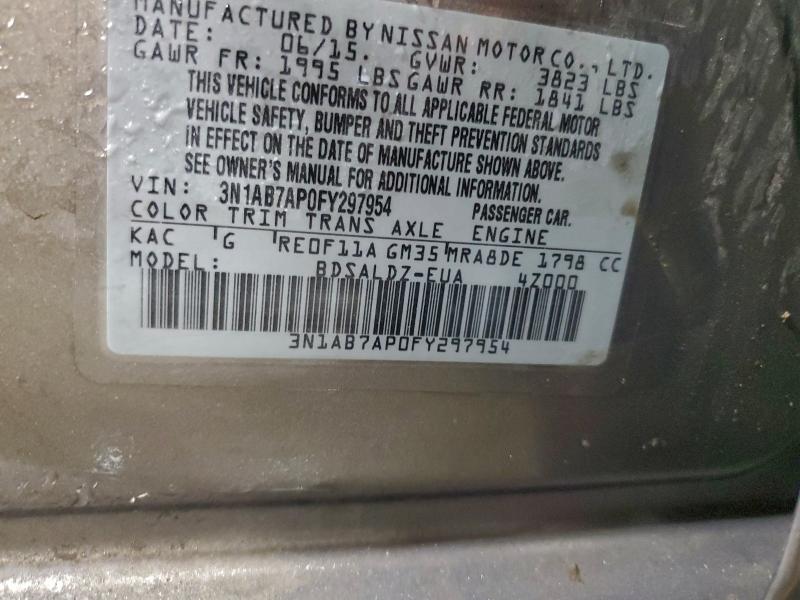 MANUFACTURED BY NISSAN MOTOR CO., LTD.
DATE: 06/15. GVWR: 3823 LBS
GAWR FR: 1995 LBS GAWR RR: 1841 LBS
THIS VEHICLE CONFORMS TO ALL APPLICABLE FEDERAL MOTOR
VEHICLE SAFETY, BUMPER AND THEFT PREVENTION STANDARDS
IN EFFECT ON THE DATE OF MANUFACTURE SHOWN ABOVE.
SEE OWNER'S MANUAL FOR ADDITIONAL INFORMATION.
VIN: 3N1AB7AP0FY297954 PASSENGER CAR.
COLOR TRIM TRANS AXLE ENGINE
KAC G RE0F11A GM35 MRA8DE 1798 CC
MODEL: BDSALDZ-EUA 4Z000
3N1AB7AP0FY297954